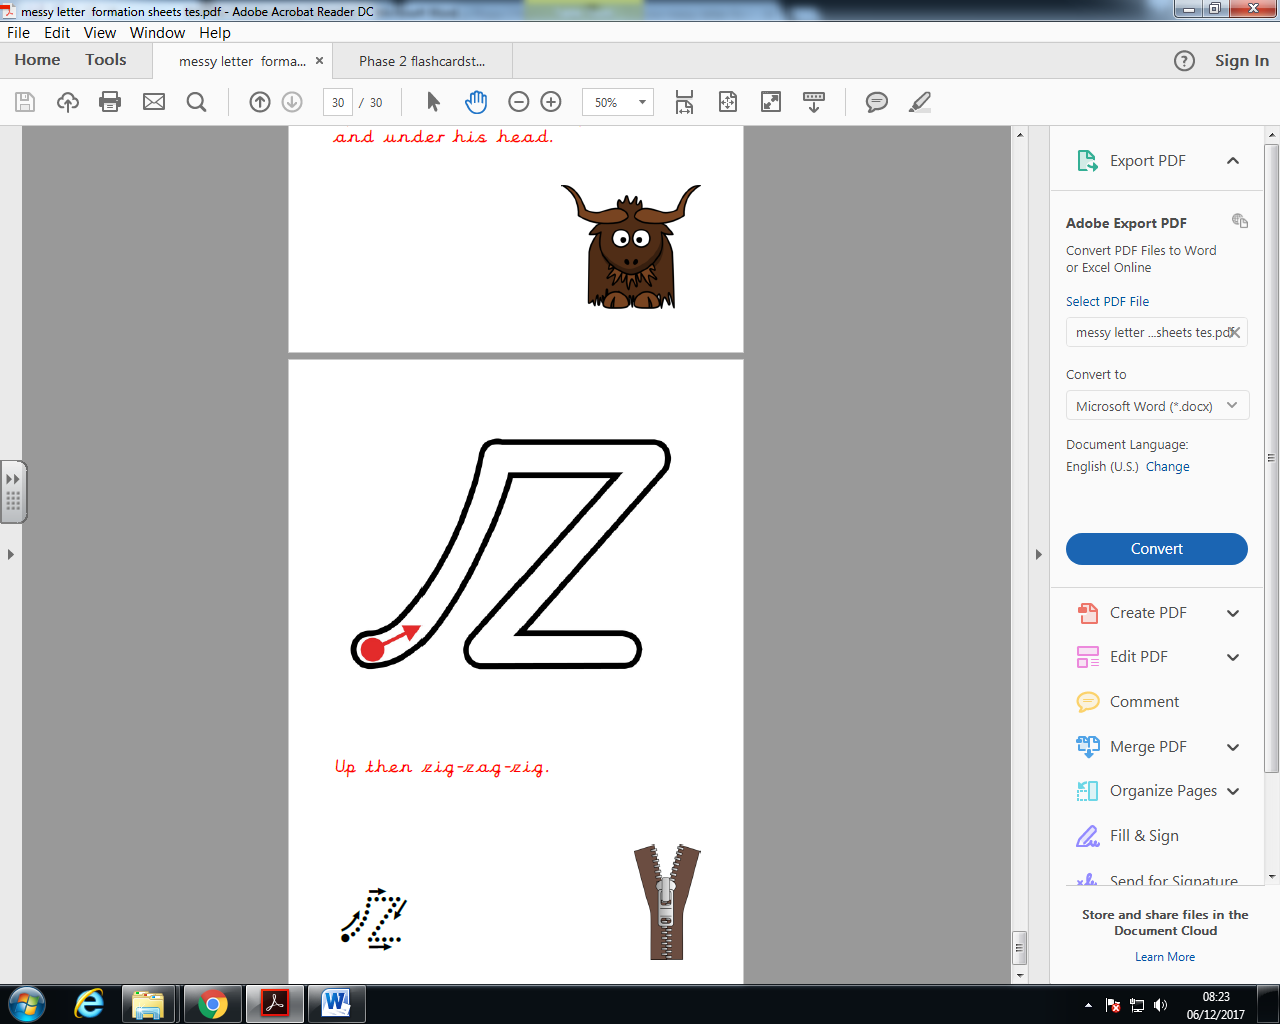 messy letter  formation sheets tes.pdf - Adobe Acrobat Reader DC
File Edit View Window Help
Home Tools messy letter  forma... × Phase 2 flashcardst... Sign In
30 / 30 50%
and under his head.
Up then zig-zag-zig.
Export PDF
Adobe Export PDF
Convert PDF Files to Word
or Excel Online
Select PDF File
messy letter ...sheets tes.pdf
Convert to
Microsoft Word (*.docx)
Document Language:
English (U.S.) Change
Convert
Create PDF
Edit PDF
Comment
Merge PDF
Organize Pages
Fill & Sign
Send for Signature
Store and share files in the
Document Cloud
Learn More
08:23
06/12/2017